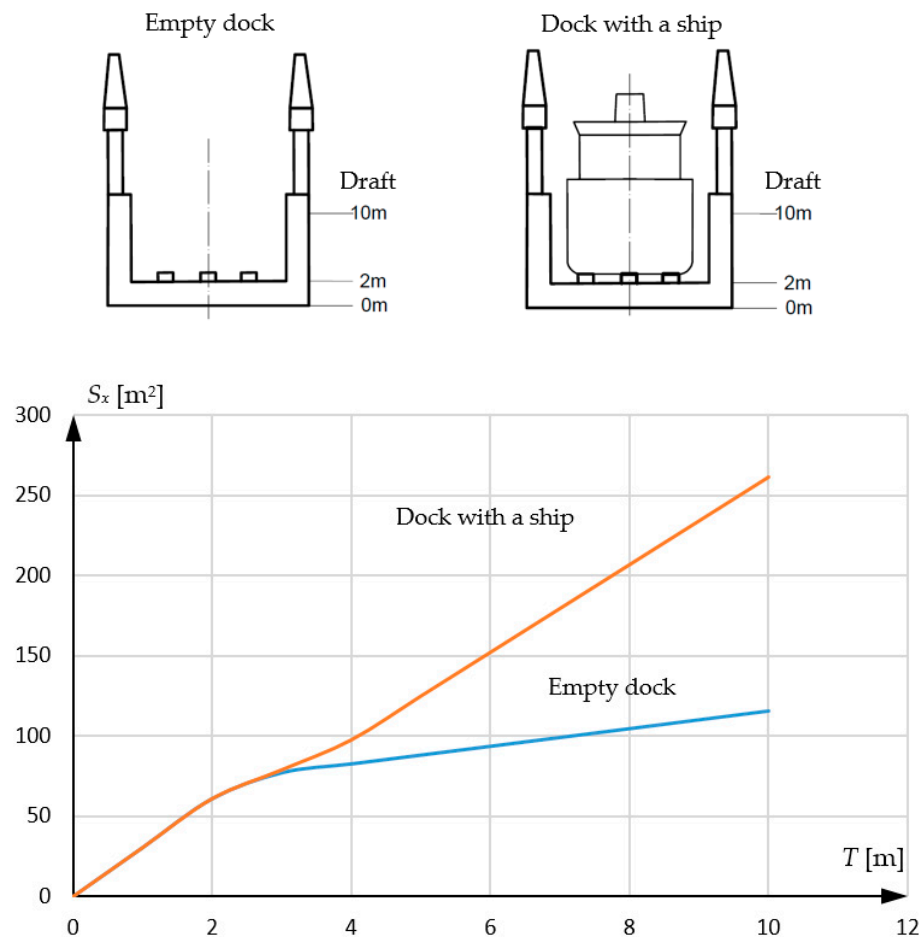 Empty dock
Dock with a ship
Draft
10m
2m
0m
Draft
10m
2m
0m
Sx [m²]
300
250
200
150
100
50
0
Dock with a ship
Empty dock
T [m]
0 2 4 6 8 10 12